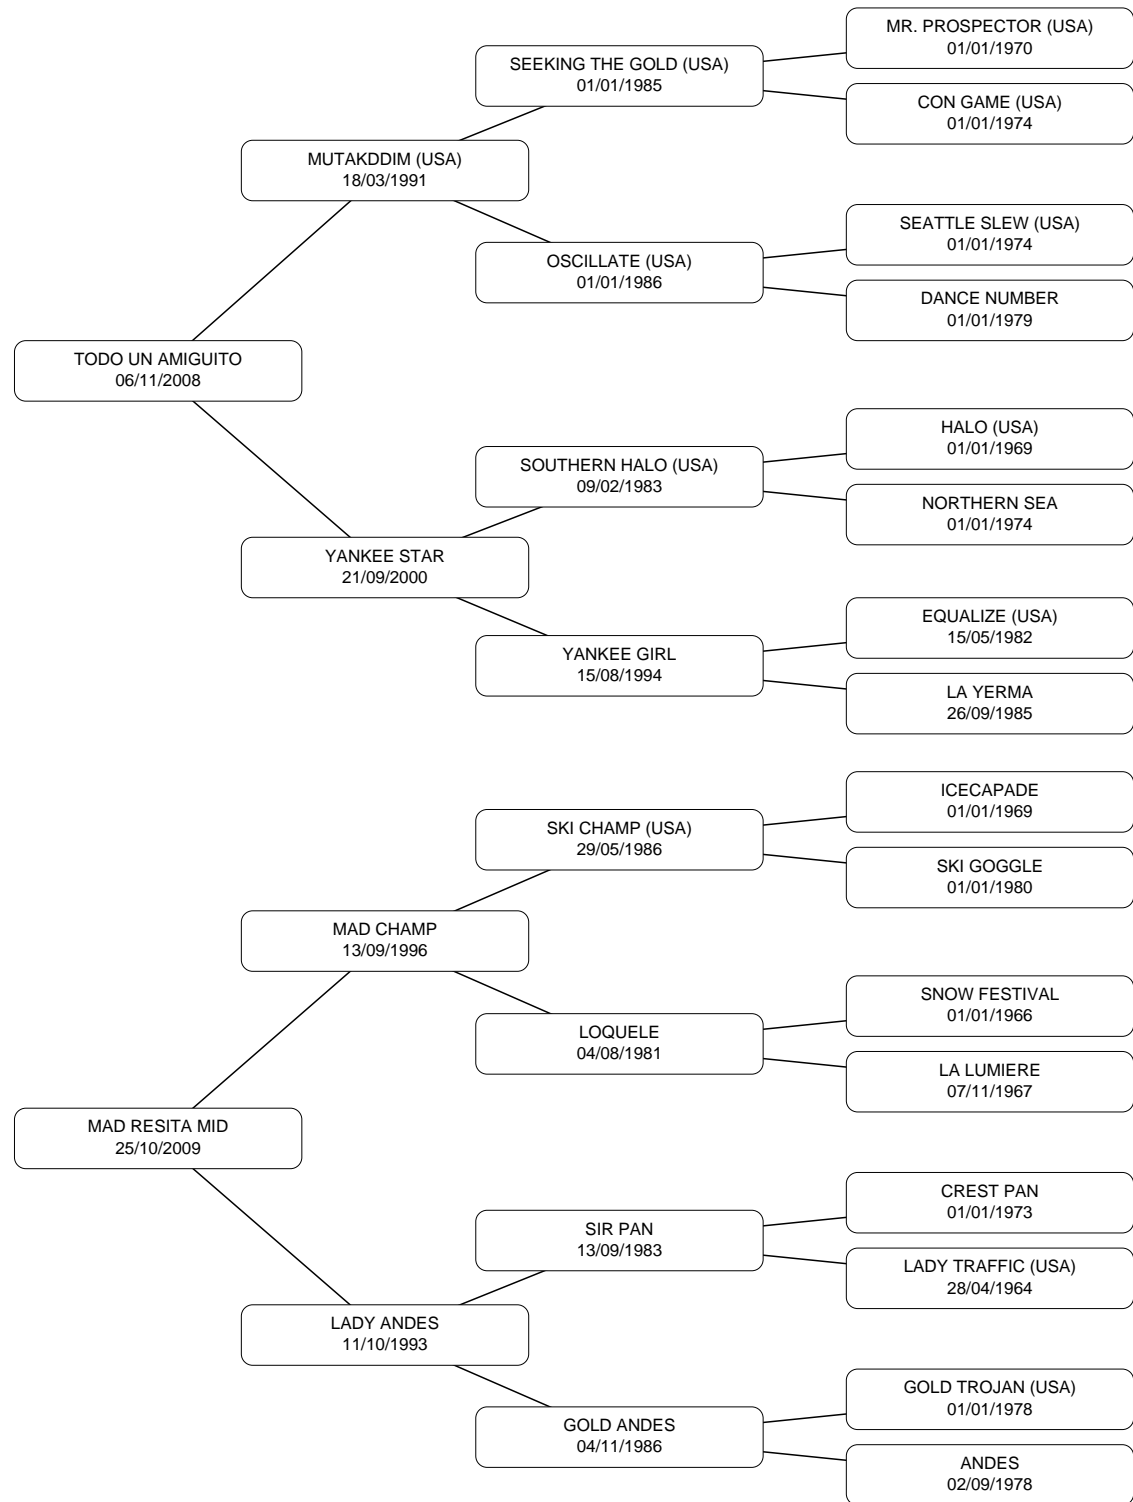 MR. PROSPECTOR (USA)
01/01/1970
SEEKING THE GOLD (USA)
01/01/1985
CON GAME (USA)
01/01/1974
MUTAKDDIM (USA)
18/03/1991
SEATTLE SLEW (USA)
01/01/1974
OSCILLATE (USA)
01/01/1986
DANCE NUMBER
01/01/1979
TODO UN AMIGUITO
06/11/2008
HALO (USA)
01/01/1969
SOUTHERN HALO (USA)
09/02/1983
NORTHERN SEA
01/01/1974
YANKEE STAR
21/09/2000
EQUALIZE (USA)
15/05/1982
YANKEE GIRL
15/08/1994
LA YERMA
26/09/1985
ICECAPADE
01/01/1969
SKI CHAMP (USA)
29/05/1986
SKI GOGGLE
01/01/1980
MAD CHAMP
13/09/1996
SNOW FESTIVAL
01/01/1966
LOQUELE
04/08/1981
LA LUMIERE
07/11/1967
MAD RESITA MID
25/10/2009
CREST PAN
01/01/1973
SIR PAN
13/09/1983
LADY TRAFFIC (USA)
28/04/1964
LADY ANDES
11/10/1993
GOLD TROJAN (USA)
01/01/1978
GOLD ANDES
04/11/1986
ANDES
02/09/1978